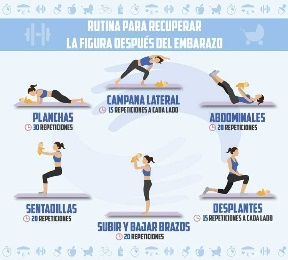 RUTINA PARA RECUPERAR
LA FIGURA DESPUÉS DEL EMBARAZO
PLANCHAS
30 REPETICIONES
CAMPANA LATERAL
15 REPETICIONES A CADA LADO
ABDOMINALES
20 REPETICIONES
SENTADILLAS
20 REPETICIONES
SUBIR Y BAJAR BRAZOS
20 REPETICIONES
DESPLANTES
15 REPETICIONES A CADA LADO